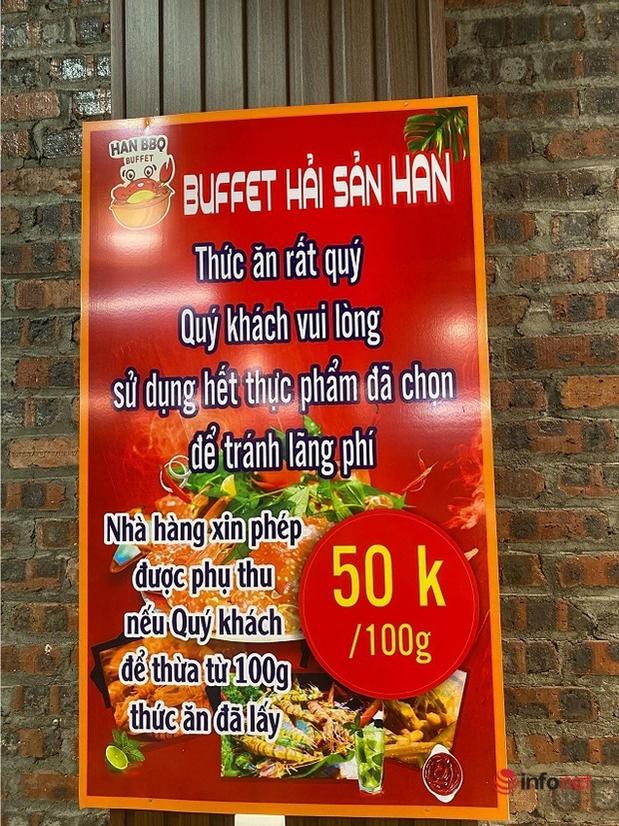 HAN BBQ
BUFFET
BUFFET HẢI SẢN HAN
Thức ăn rất quý
Quý khách vui lòng
sử dụng hết thực phẩm đã chọn
để tránh lãng phí
Nhà hàng xin phép
được phụ thu
nếu Quý khách
để thừa từ 100g
thức ăn đã lấy
50 k
/100g
infonet